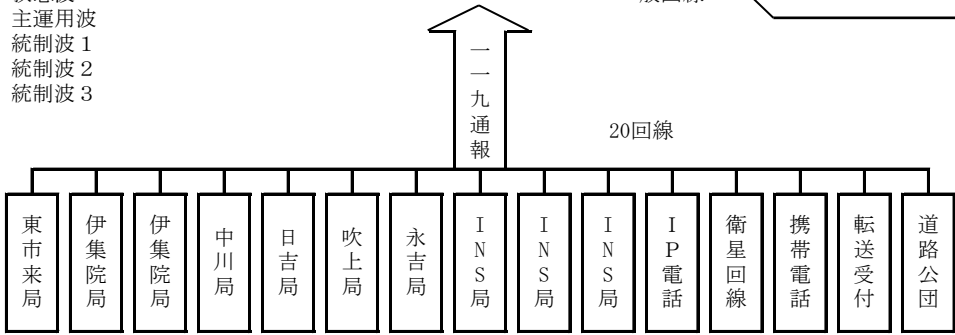 主運用波
統制波１
統制波２
統制波３
一一九通報
20回線
東市来局
伊集院局
伊集院局
中川局
日吉局
吹上局
永吉局
ＩＮＳ局
ＩＮＳ局
ＩＮＳ局
ＩＰ電話
衛星回線
携帯電話
転送受付
道路公団